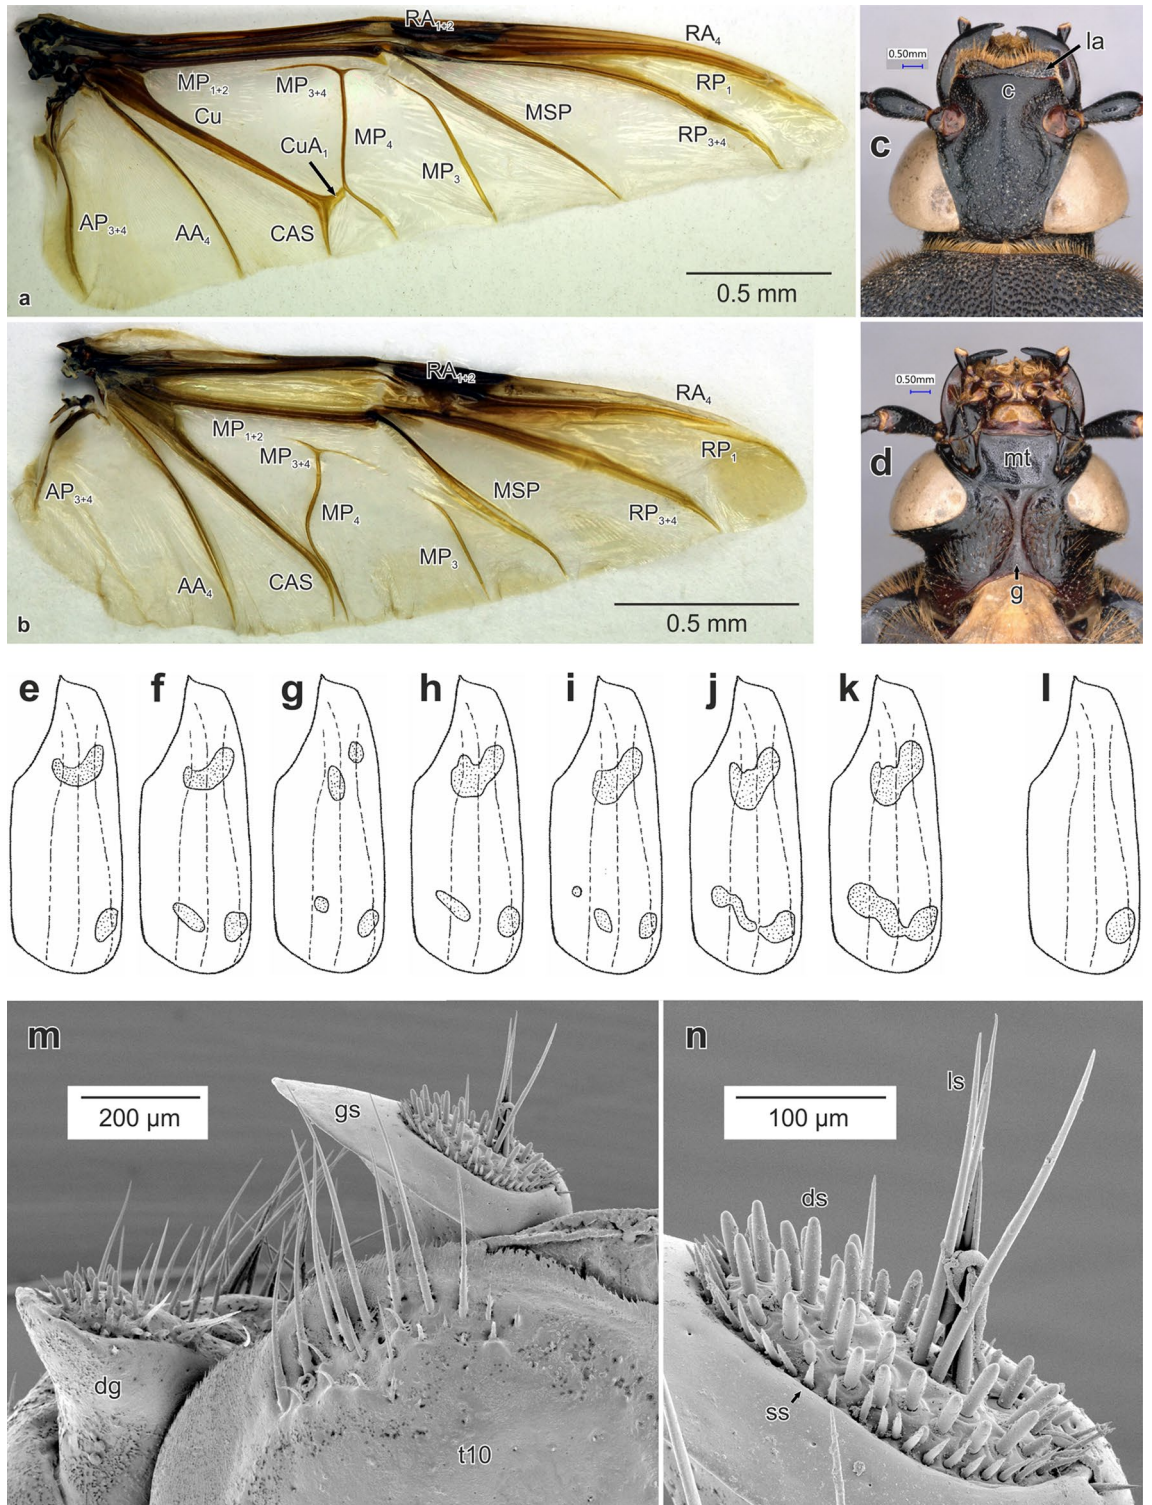 RA1+2
RA4
MP1+2
MP3+4
RP1
Cu
MSP
MP4
RP3+4
CuA1
MP3
AP3+4
AA4
CAS
0.5 mm
a
0.50mm
la
c
c
RA1+2
RA4
MP1+2
MP3+4
RP1
AP3+4
MSP
MP4
RP3+4
MP3
AA4
CAS
0.5 mm
b
0.50mm
d
mt
g
e f g h i j k l
m
200 µm
gs
dg
t10
n
100 µm
ls
ds
ss